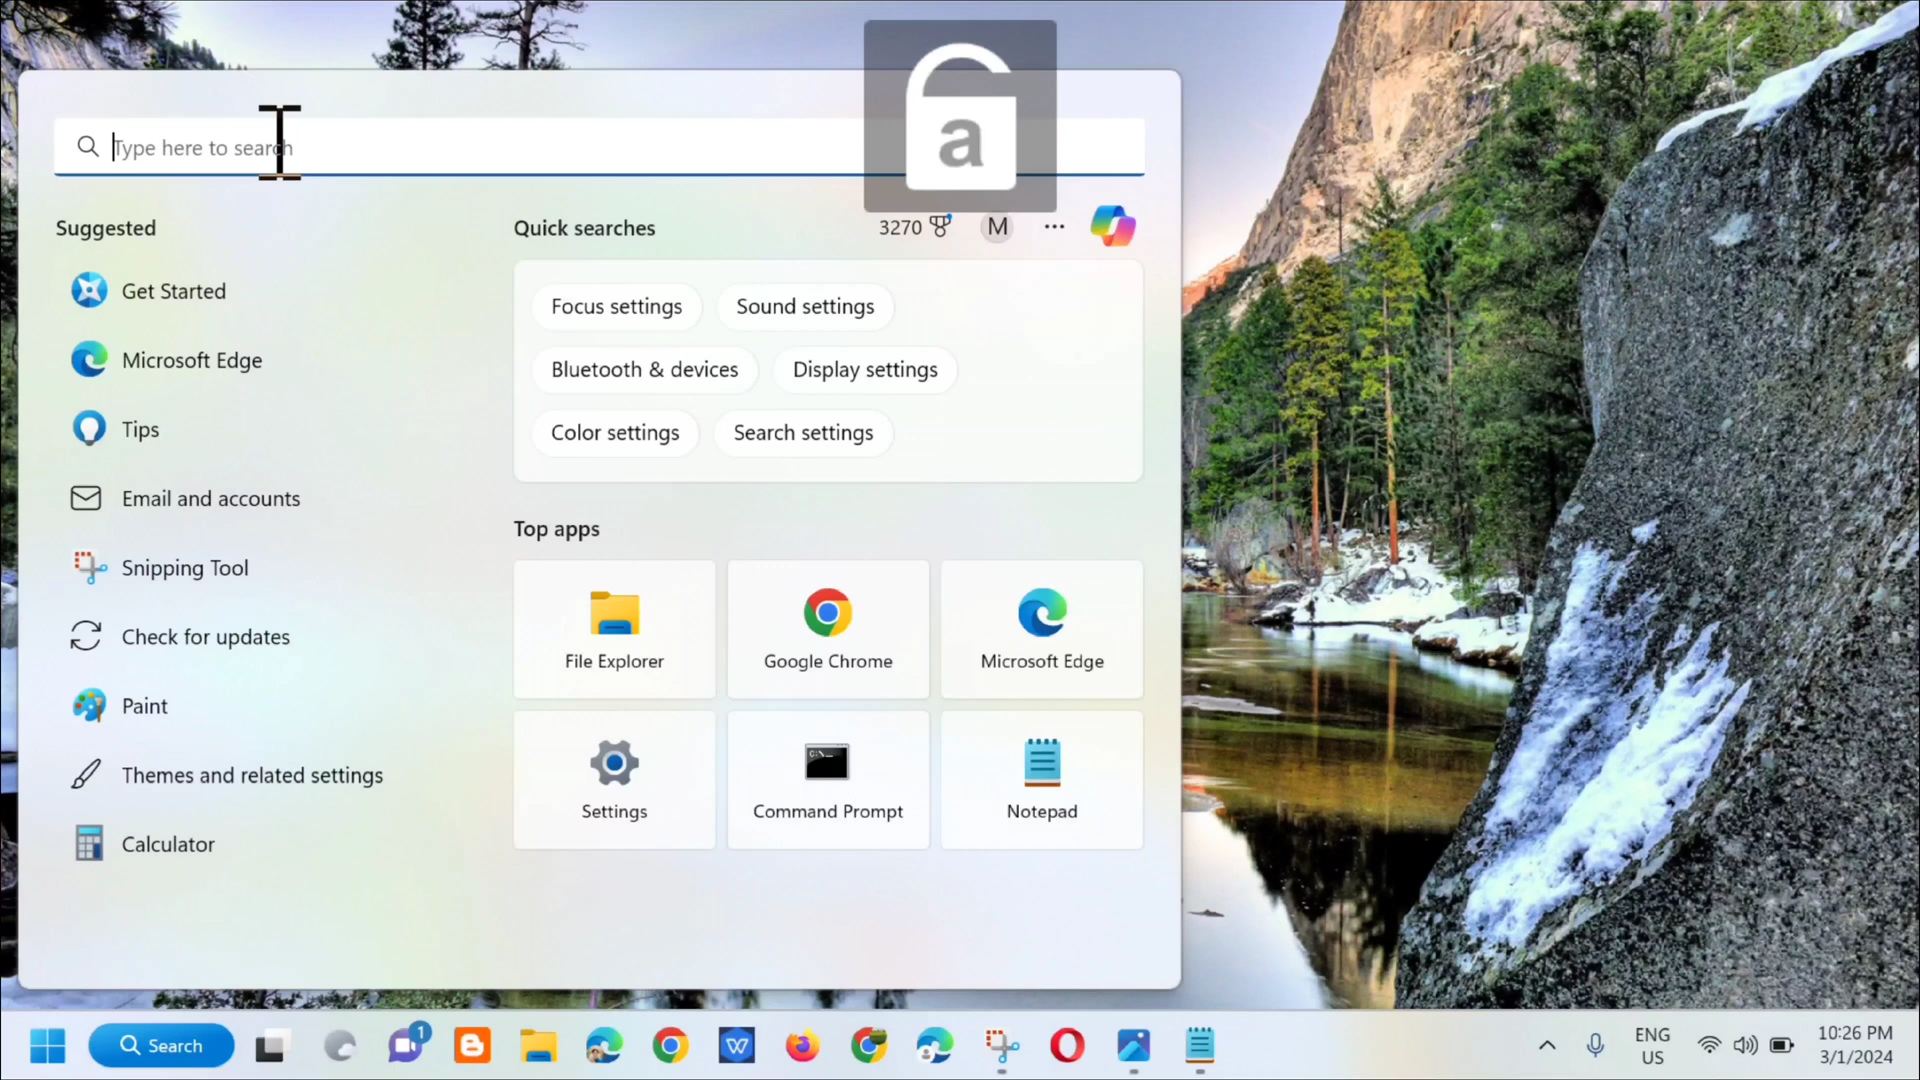 a
Type here to search
Suggested
Quick searches
3270
M
Get Started
Microsoft Edge
Tips
Email and accounts
Snipping Tool
Check for updates
Paint
Themes and related settings
Calculator
Focus settings
Sound settings
Bluetooth & devices
Display settings
Color settings
Search settings
Top apps
File Explorer
Google Chrome
Microsoft Edge
Settings
Command Prompt
Notepad
Search
1
ENG
US
10:26 PM
3/1/2024